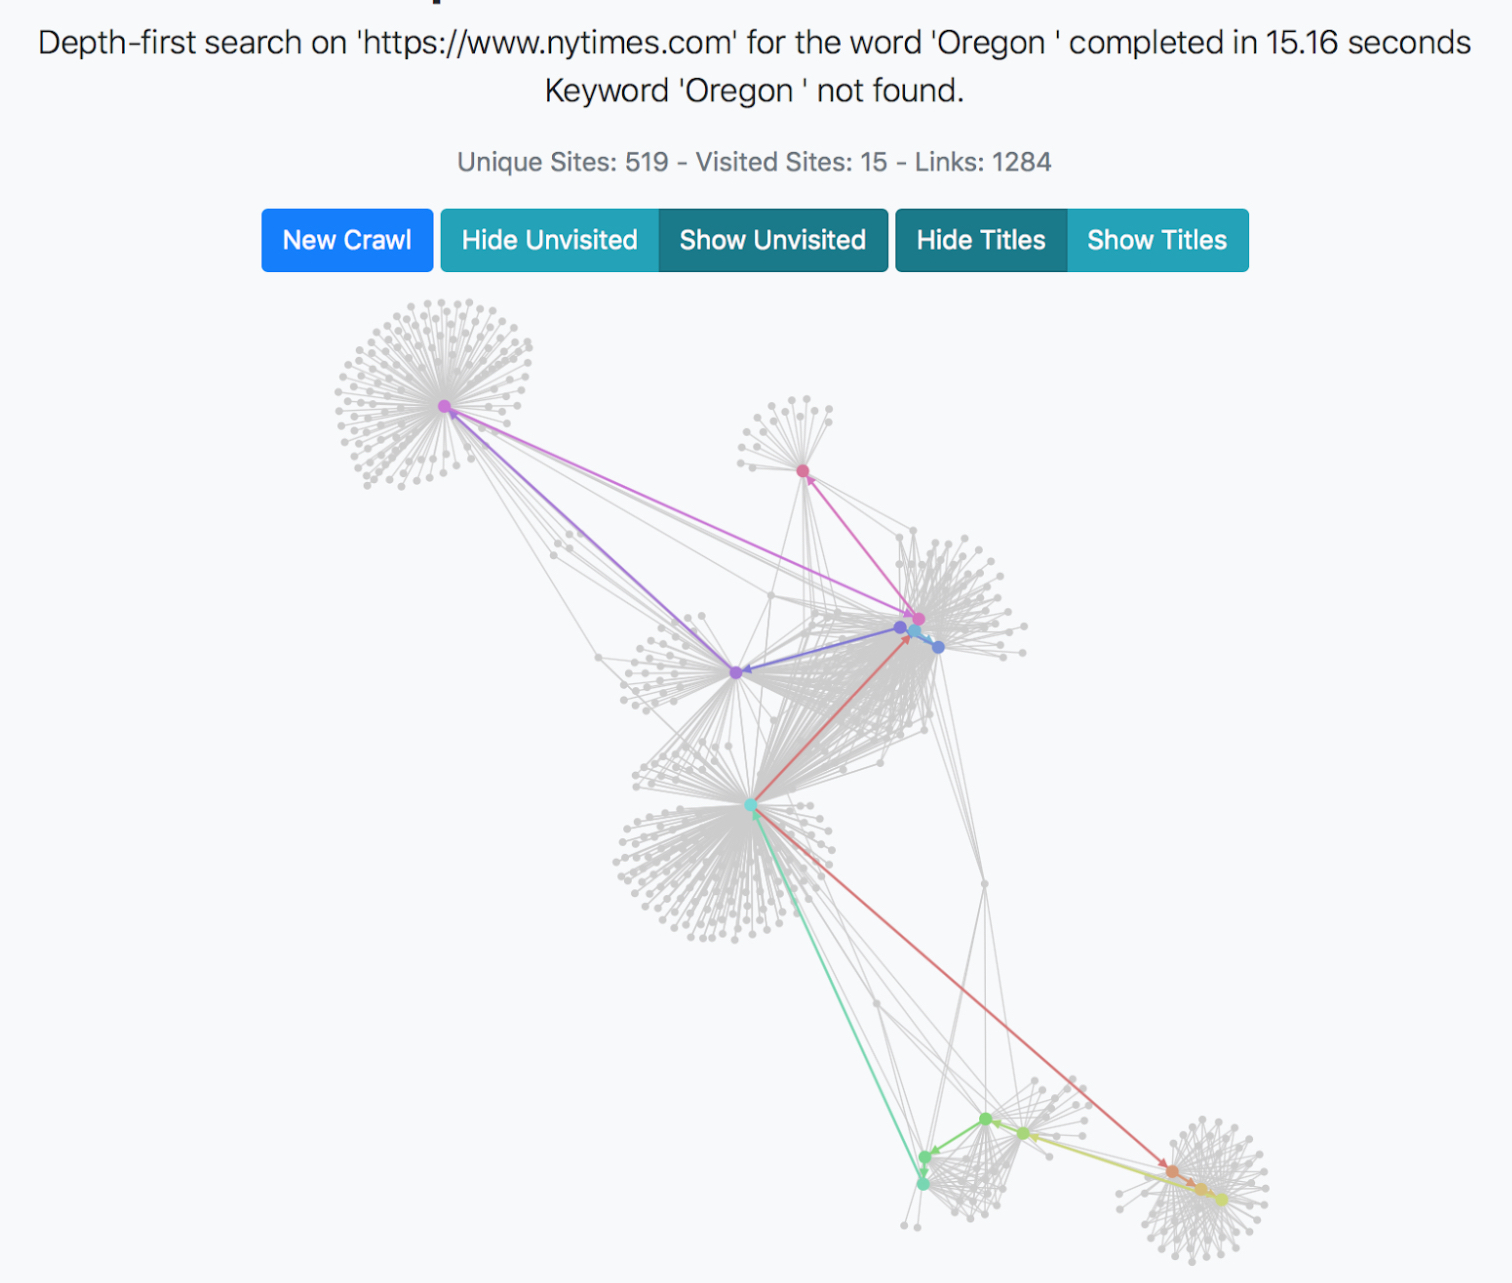 Depth-first search on 'https://www.nytimes.com' for the word 'Oregon ' completed in 15.16 seconds
Keyword 'Oregon ' not found.
Unique Sites: 519 - Visited Sites: 15 - Links: 1284
New Crawl Hide Unvisited Show Unvisited Hide Titles Show Titles